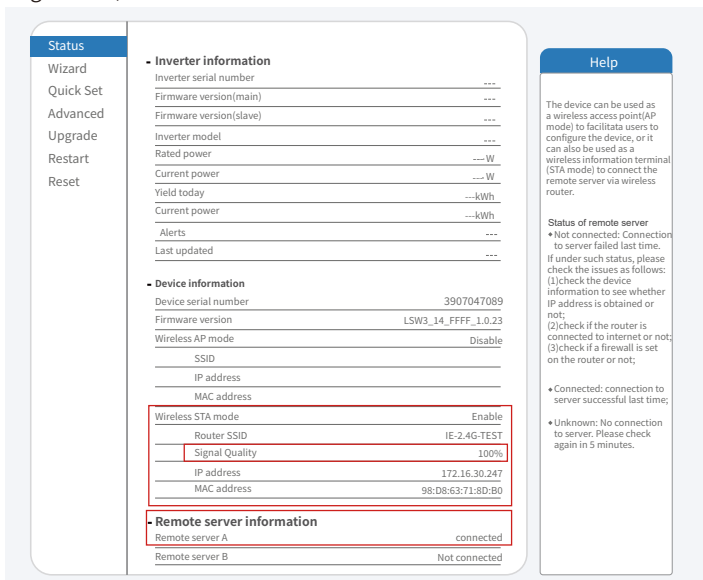 Status
Wizard
Quick Set
Advanced
Upgrade
Restart
Reset
- Inverter information
Inverter serial number ---
Firmware version(main) ---
Firmware version(slave) ---
Inverter model ---
Rated power --- W
Current power --- W
Yield today ---kWh
Current power ---kWh
Alerts ---
Last updated ---
- Device information
Device serial number 3907047089
Firmware version LSW3_14_FFFF_1.0.23
Wireless AP mode Disable
SSID
IP address
MAC address
Wireless STA mode Enable
Router SSID IE-2.4G-TEST
Signal Quality 100%
IP address 172.16.30.247
MAC address 98:D8:63:71:8D:B0
- Remote server information
Remote server A connected
Remote server B Not connected
Help
The device can be used as
a wireless access point(AP
mode) to facilitata users to
configure the device, or it
can also be used as a
wireless information terminal
(STA mode) to connect the
remote server via wireless
router.
Status of remote server
◆Not connected: Connection
to server failed last time.
If under such status, please
check the issues as follows:
(1)check the device
information to see whether
IP address is obtained or
not;
(2)check if the router is
connected to internet or not;
(3)check if a firewall is set
on the router or not;
◆Connected: connection to
server successful last time;
◆Unknown: No connection
to server. Please check
again in 5 minutes.